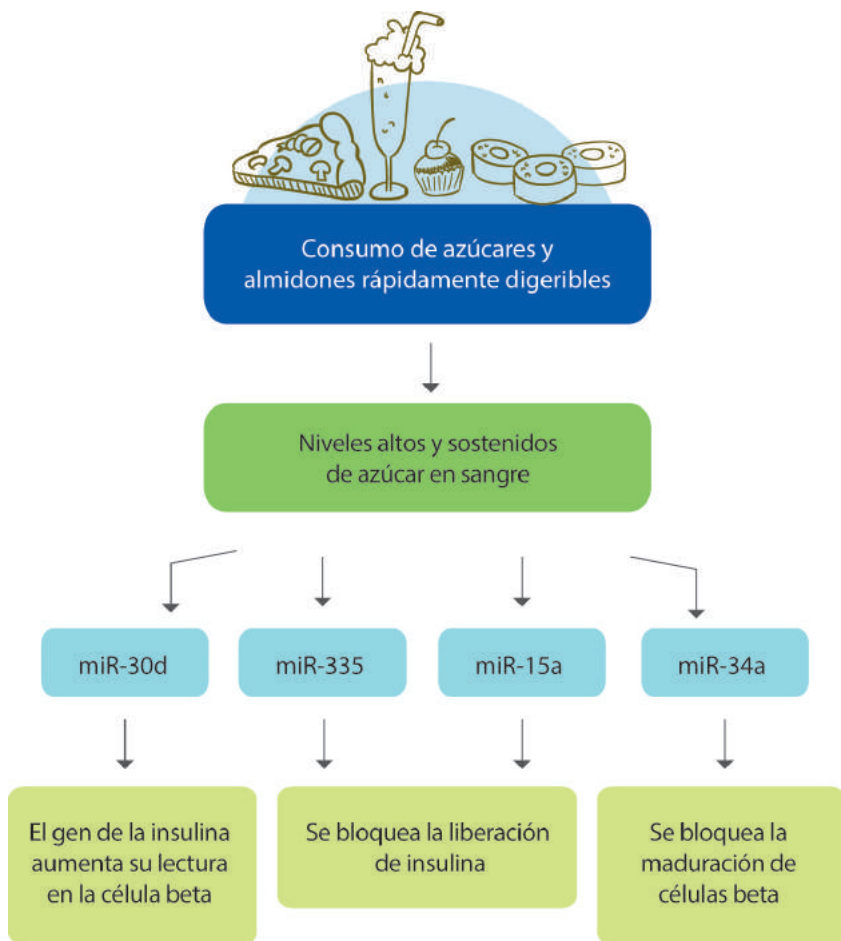 Consumo de azúcares y
almidones rápidamente digeribles
Niveles altos y sostenidos
de azúcar en sangre
miR-30d
miR-335
miR-15a
miR-34a
El gen de la insulina
aumenta su lectura
en la célula beta
Se bloquea la liberación
de insulina
Se bloquea la
maduración de
células beta